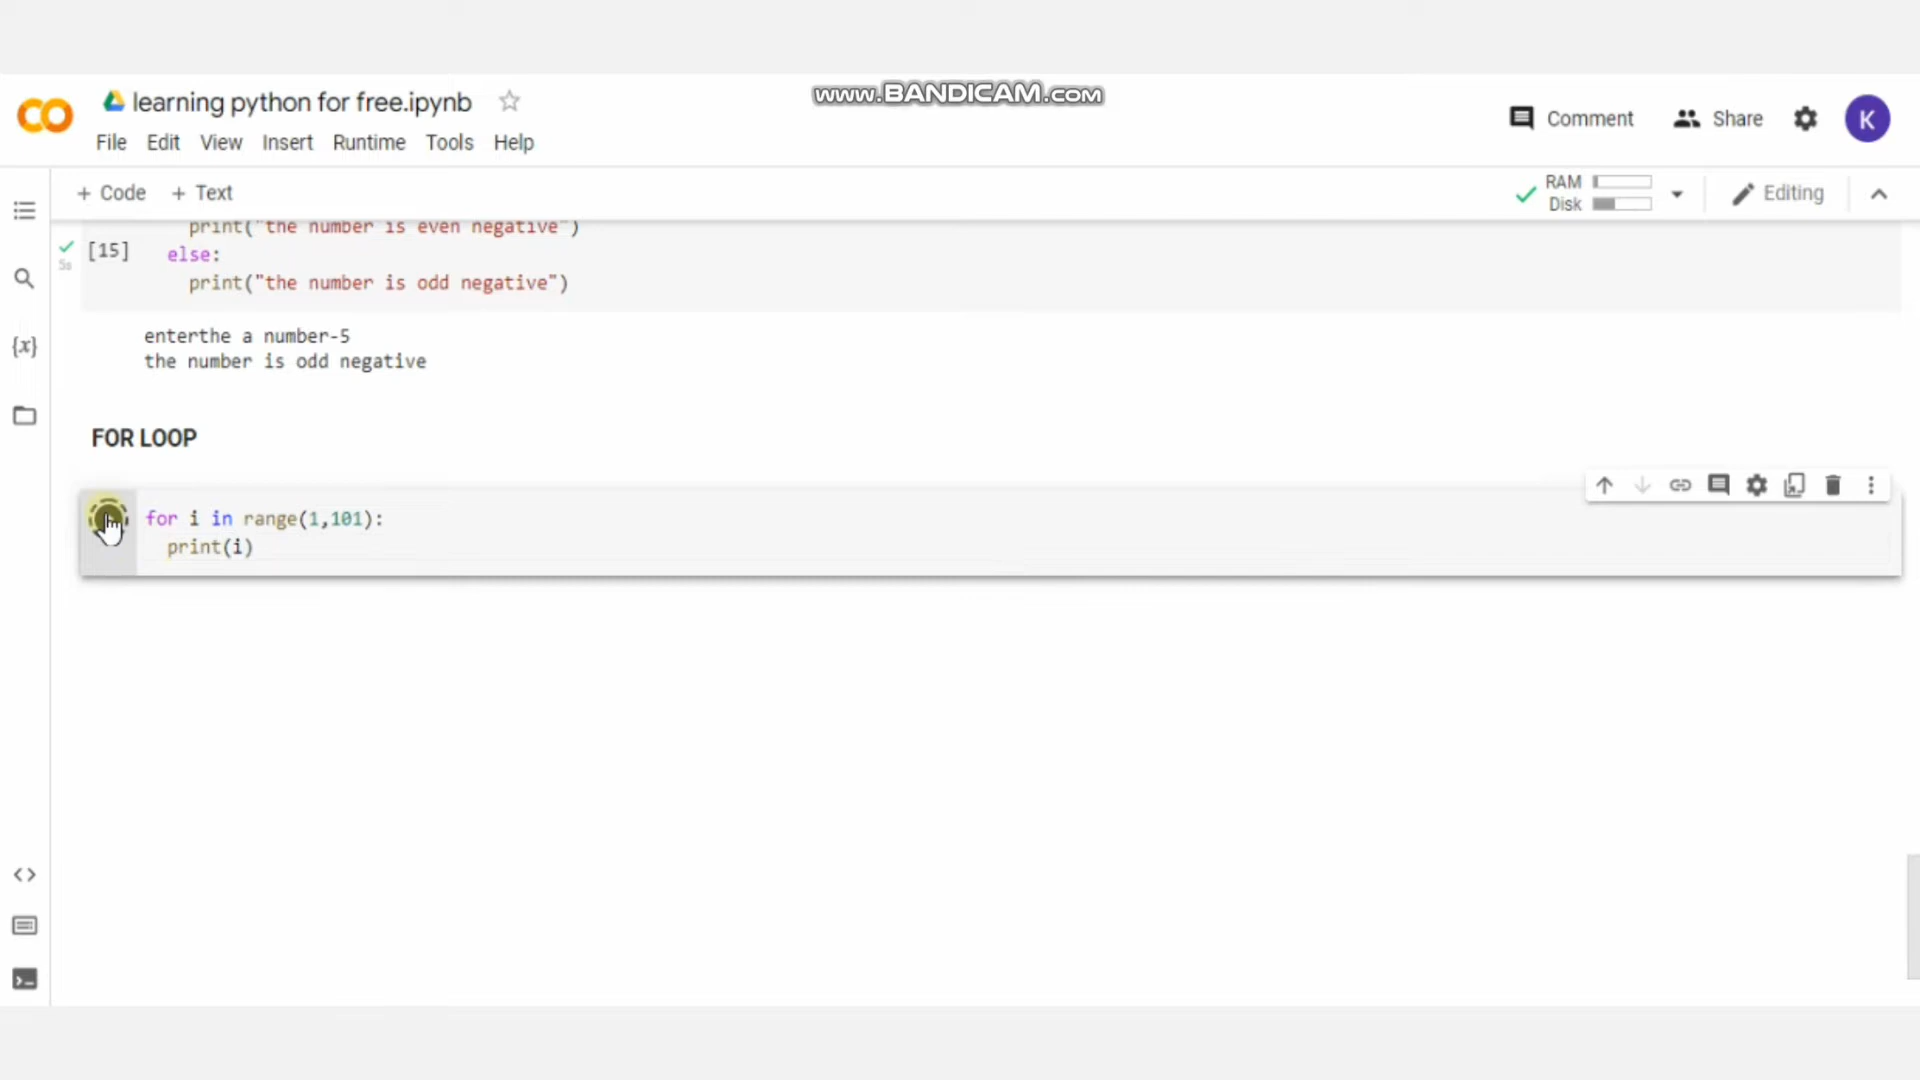 www.BANDICAM.com
learning python for free.ipynb
File Edit View Insert Runtime Tools Help
Comment Share K
+ Code + Text
RAM
Disk
Editing
print("the number is even negative")
[15] else:
5s
print("the number is odd negative")
enterthe a number-5
the number is odd negative
FOR LOOP
for i in range(1,101):
print(i)